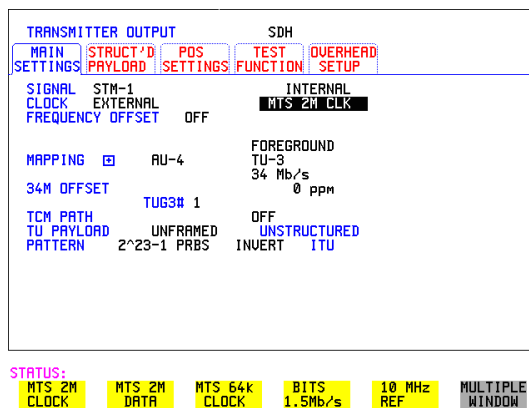 TRANSMITTER OUTPUT SDH
MAIN SETTINGS STRUCT'D PAYLOAD POS SETTINGS TEST FUNCTION OVERHEAD SETUP
SIGNAL STM-1 INTERNAL
CLOCK EXTERNAL MTS 2M CLK
FREQUENCY OFFSET OFF
FOREGROUND
MAPPING + AU-4 TU-3
34 Mb/s
34M OFFSET 0 ppm
TUG3# 1
TCM PATH OFF
TU PAYLOAD UNFRAMED UNSTRUCTURED
PATTERN 2^23-1 PRBS INVERT ITU
STATUS:
MTS 2M CLOCK MTS 2M DATA MTS 64k CLOCK BITS 1.5Mb/s 10 MHz REF MULTIPLE WINDOW